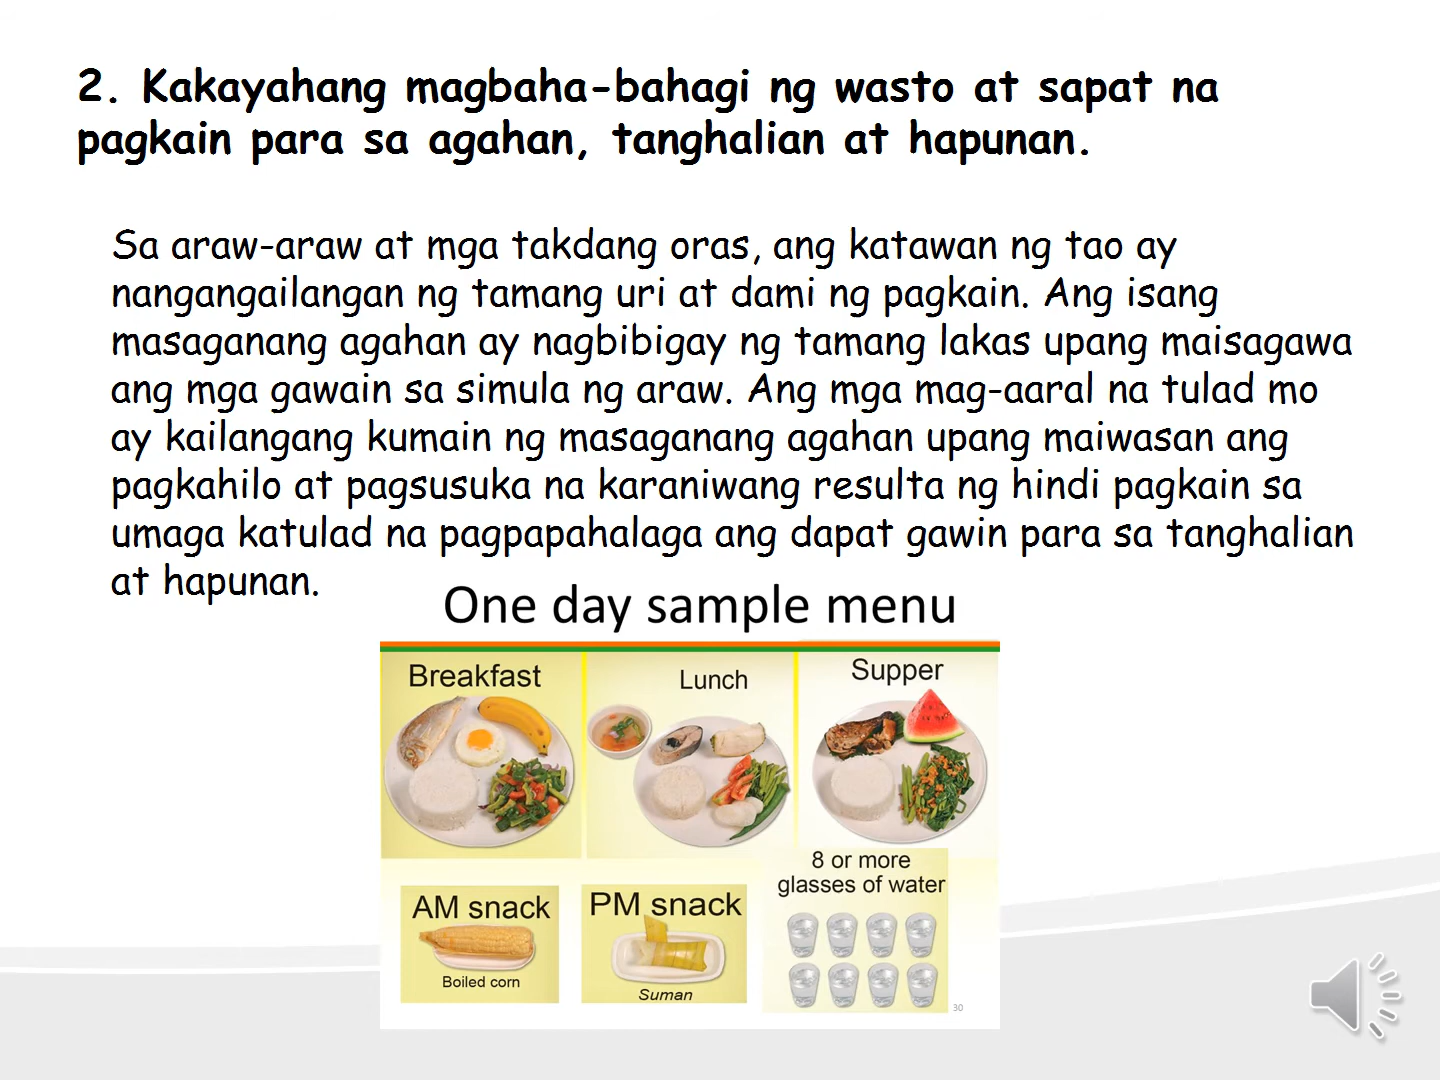 2. Kakayahang magbaha-bahagi ng wasto at sapat na
pagkain para sa agahan, tanghalian at hapunan.
Sa araw-araw at mga takdang oras, ang katawan ng tao ay
nangangailangan ng tamang uri at dami ng pagkain. Ang isang
masaganang agahan ay nagbibigay ng tamang lakas upang maisagawa
ang mga gawain sa simula ng araw. Ang mga mag-aaral na tulad mo
ay kailangang kumain ng masaganang agahan upang maiwasan ang
pagkahilo at pagsusuka na karaniwang resulta ng hindi pagkain sa
umaga katulad na pagpapahalaga ang dapat gawin para sa tanghalian
at hapunan.
One day sample menu
Breakfast
Lunch
Supper
AM snack
Boiled corn
PM snack
Suman
8 or more
glasses of water
30